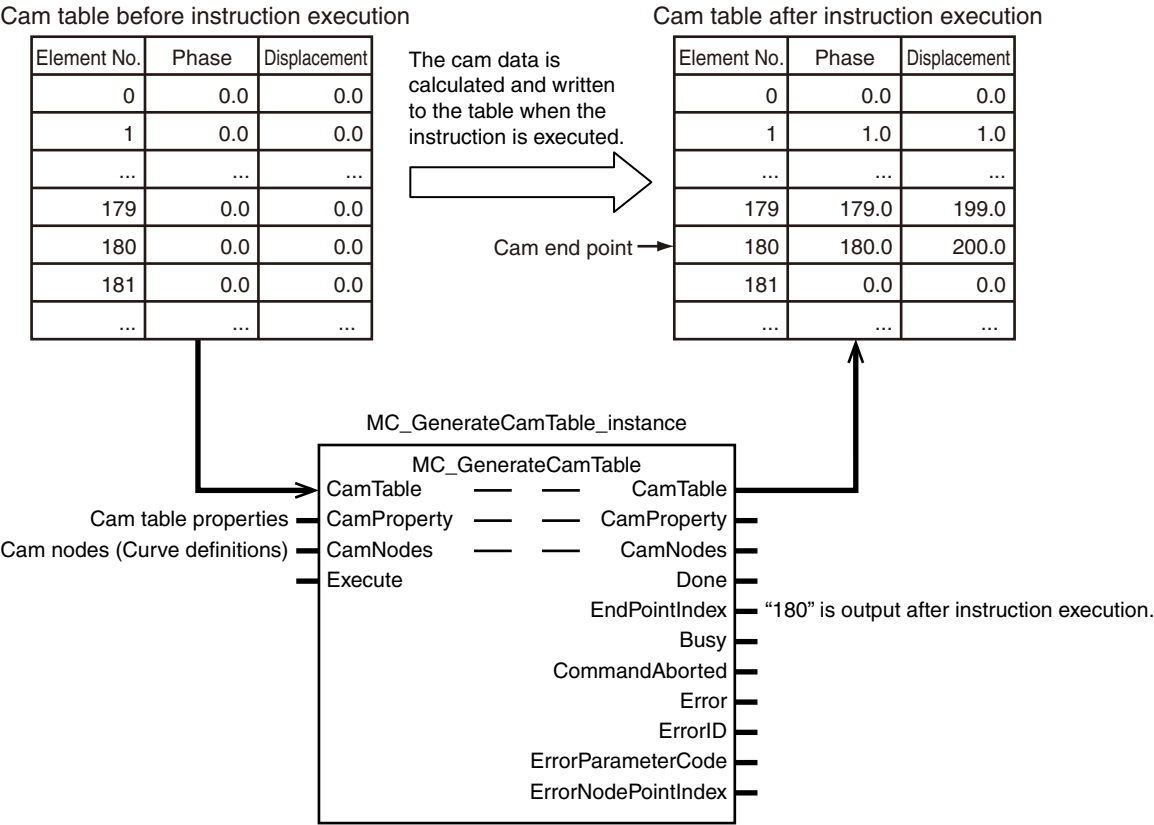 Cam table before instruction execution
Cam table after instruction execution
Element No. Phase Displacement
0 0.0 0.0
1 0.0 0.0
... ... ...
179 0.0 0.0
180 0.0 0.0
181 0.0 0.0
... ... ...
The cam data is
calculated and written
to the table when the
instruction is executed.
Cam end point
Element No. Phase Displacement
0 0.0 0.0
1 1.0 1.0
... ... ...
179 179.0 199.0
180 180.0 200.0
181 0.0 0.0
... ... ...
MC_GenerateCamTable_instance
MC_GenerateCamTable
CamTable — — CamTable
Cam table properties CamProperty — — CamProperty
Cam nodes (Curve definitions) CamNodes — — CamNodes
Execute Done
EndPointIndex “180” is output after instruction execution.
Busy
CommandAborted
Error
ErrorID
ErrorParameterCode
ErrorNodePointIndex